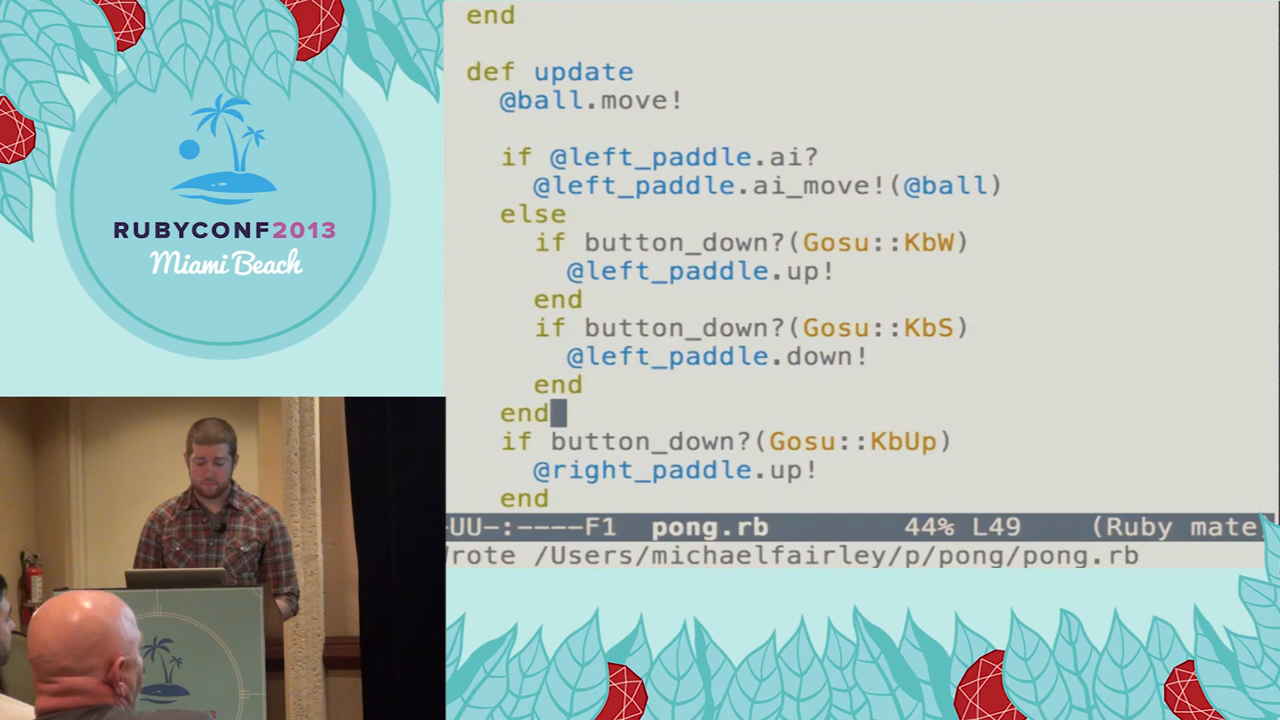 RUBYCONF2013
Miami Beach
end
def update
@ball.move!
if @left_paddle.ai?
@left_paddle.ai_move!(@ball)
else
if button_down?(Gosu::KbW)
@left_paddle.up!
end
if button_down?(Gosu::KbS)
@left_paddle.down!
end
end
if button_down?(Gosu::KbUp)
@right_paddle.up!
end
-UU-:----F1 pong.rb 44% L49 (Ruby mate
rote /Users/michaelfairley/p/pong/pong.rb